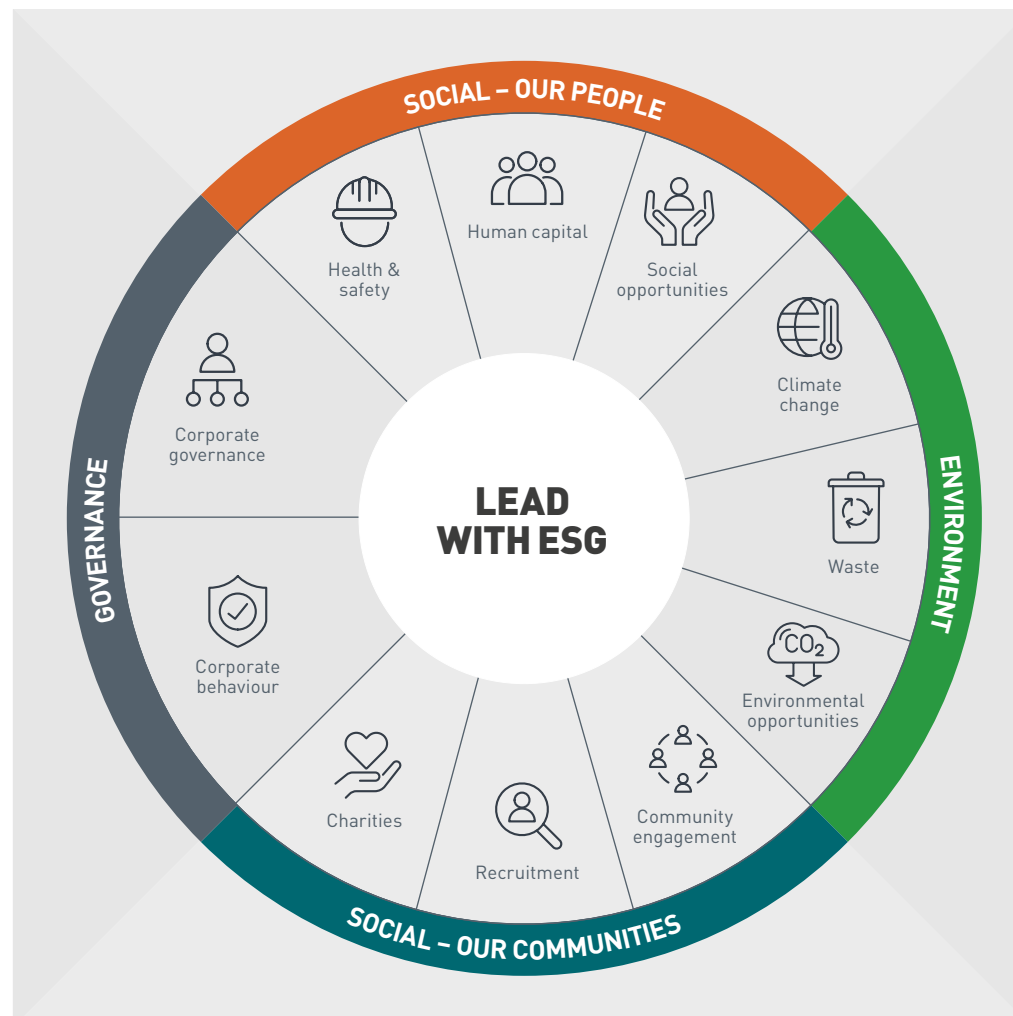 SOCIAL – OUR PEOPLE
Health &
safety
Human capital
Social
opportunities
ENVIRONMENT
Climate
change
Waste
CO₂
Environmental
opportunities
SOCIAL – OUR COMMUNITIES
Community
engagement
Recruitment
Charities
GOVERNANCE
Corporate
behaviour
Corporate
governance
LEAD
WITH ESG